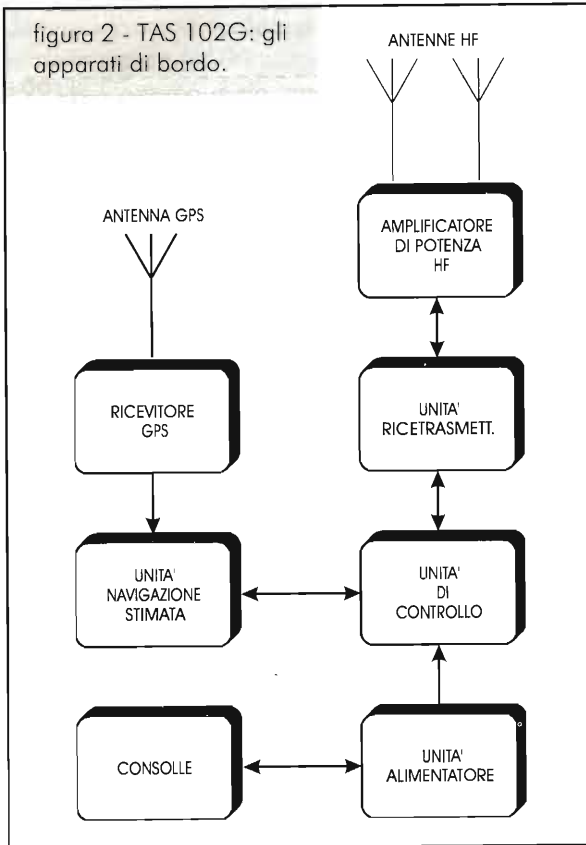 figura 2 - TAS 102G: gli
apparati di bordo.
ANTENNE HF
ANTENNA GPS
AMPLIFICATORE
DI POTENZA
HF
RICEVITORE
GPS
UNITA'
RICETRASMETT.
UNITA'
NAVIGAZIONE
STIMATA
UNITA'
DI
CONTROLLO
CONSOLLE
UNITA'
ALIMENTATORE